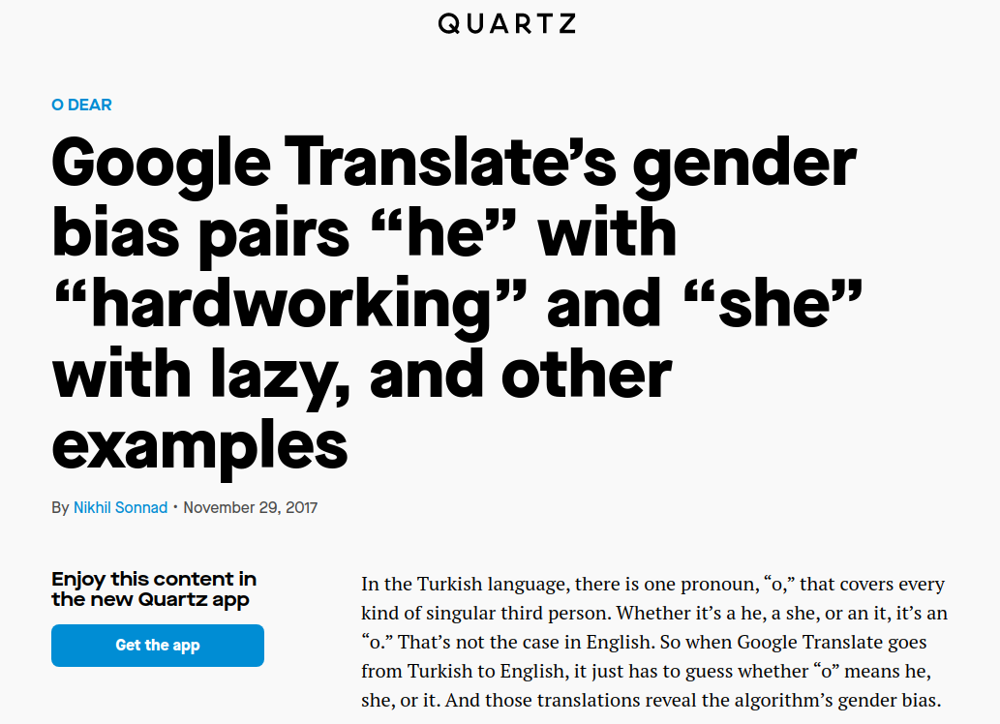 QUARTZ
O DEAR
Google Translate’s gender
bias pairs “he” with
“hardworking” and “she”
with lazy, and other
examples
By Nikhil Sonnad • November 29, 2017
Enjoy this content in
the new Quartz app
Get the app
In the Turkish language, there is one pronoun, “o,” that covers every
kind of singular third person. Whether it’s a he, a she, or an it, it’s an
“o.” That’s not the case in English. So when Google Translate goes
from Turkish to English, it just has to guess whether “o” means he,
she, or it. And those translations reveal the algorithm’s gender bias.